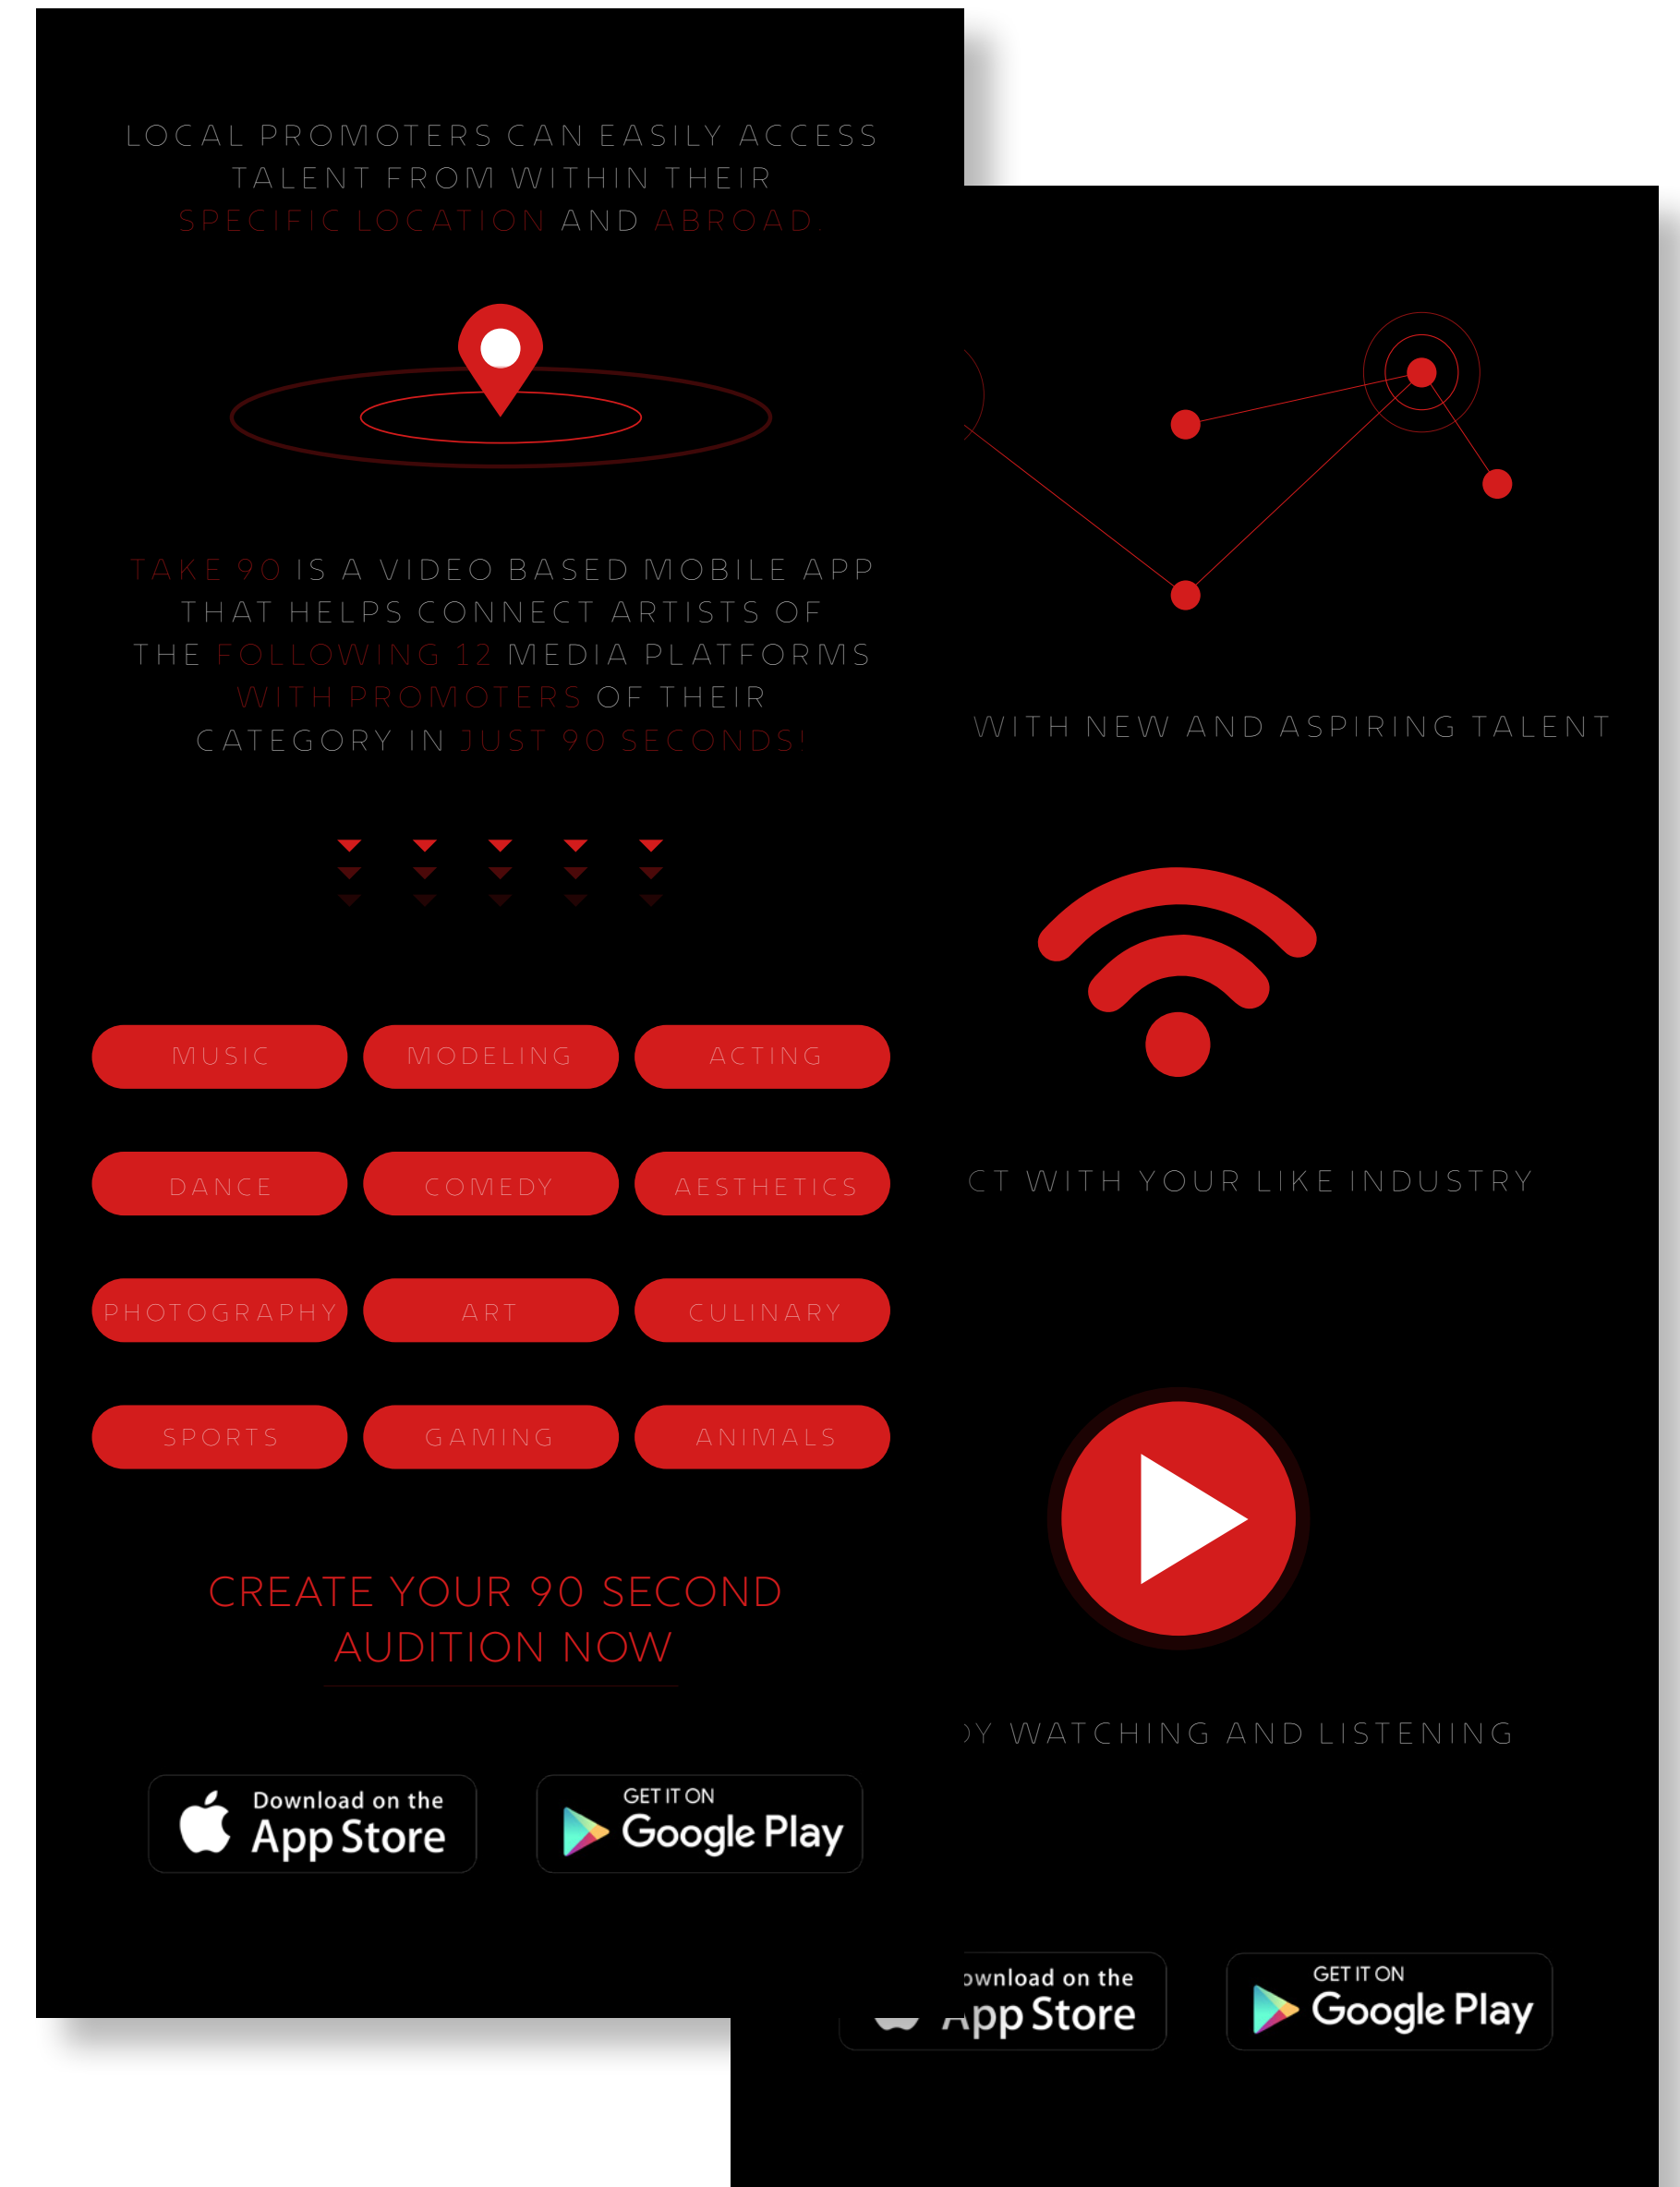 LOCAL PROMOTERS CAN EASILY ACCESS
TALENT FROM WITHIN THEIR
SPECIFIC LOCATION AND ABROAD.
TAKE 90 IS A VIDEO BASED MOBILE APP
THAT HELPS CONNECT ARTISTS OF
THE FOLLOWING 12 MEDIA PLATFORMS
WITH PROMOTERS OF THEIR
CATEGORY IN JUST 90 SECONDS!
MUSIC
MODELING
ACTING
DANCE
COMEDY
AESTHETICS
PHOTOGRAPHY
ART
CULINARY
SPORTS
GAMING
ANIMALS
CREATE YOUR 90 SECOND
AUDITION NOW
Download on the
App Store
GET IT ON
Google Play
WITH NEW AND ASPIRING TALENT
CT WITH YOUR LIKE INDUSTRY
Y WATCHING AND LISTENING
ownload on the
App Store
GET IT ON
Google Play